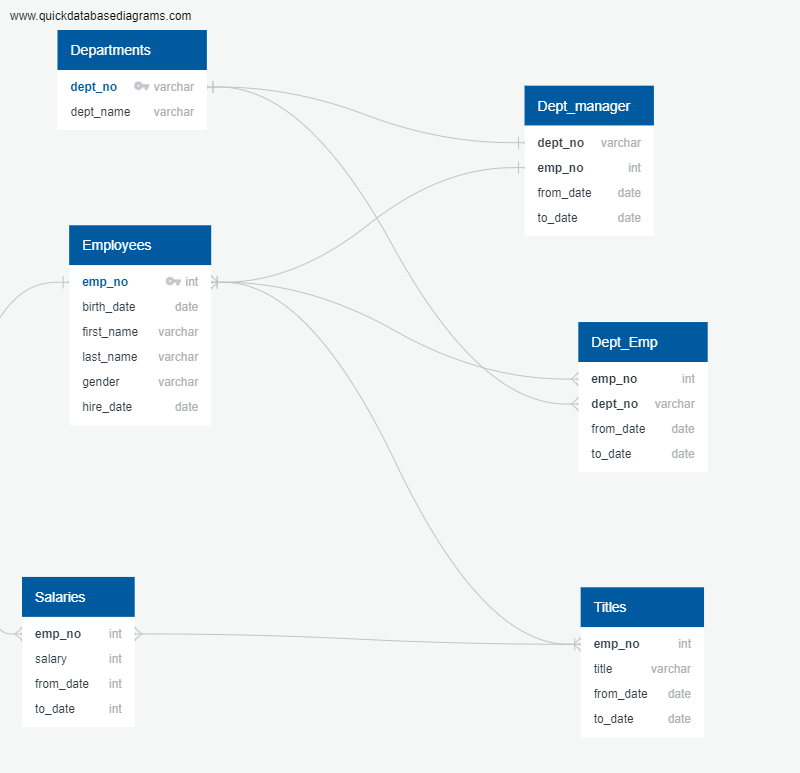 www.quickdatabasediagrams.com
Departments
dept_no varchar
dept_name varchar
Dept_manager
dept_no varchar
emp_no int
from_date date
to_date date
Employees
emp_no int
birth_date date
first_name varchar
last_name varchar
gender varchar
hire_date date
Dept_Emp
emp_no int
dept_no varchar
from_date date
to_date date
Salaries
emp_no int
salary int
from_date int
to_date int
Titles
emp_no int
title varchar
from_date date
to_date date